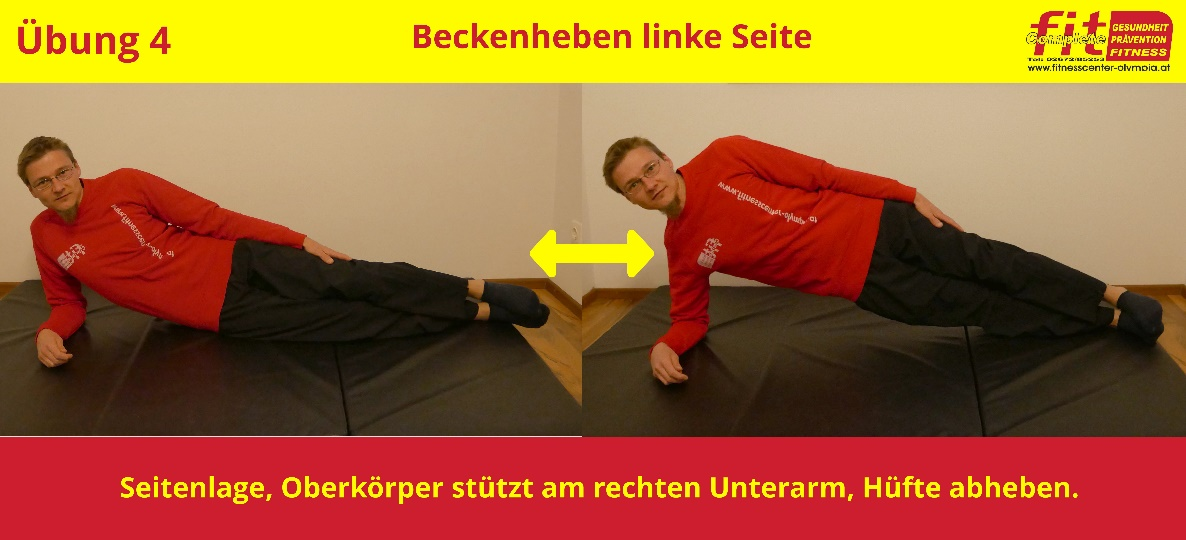 Übung 4
Beckenheben linke Seite
fit
Complete
GESUNDHEIT
PRÄVENTION
FITNESS
www.fitnesscenter-olympia.at
Seitenlage, Oberkörper stützt am rechten Unterarm, Hüfte abheben.